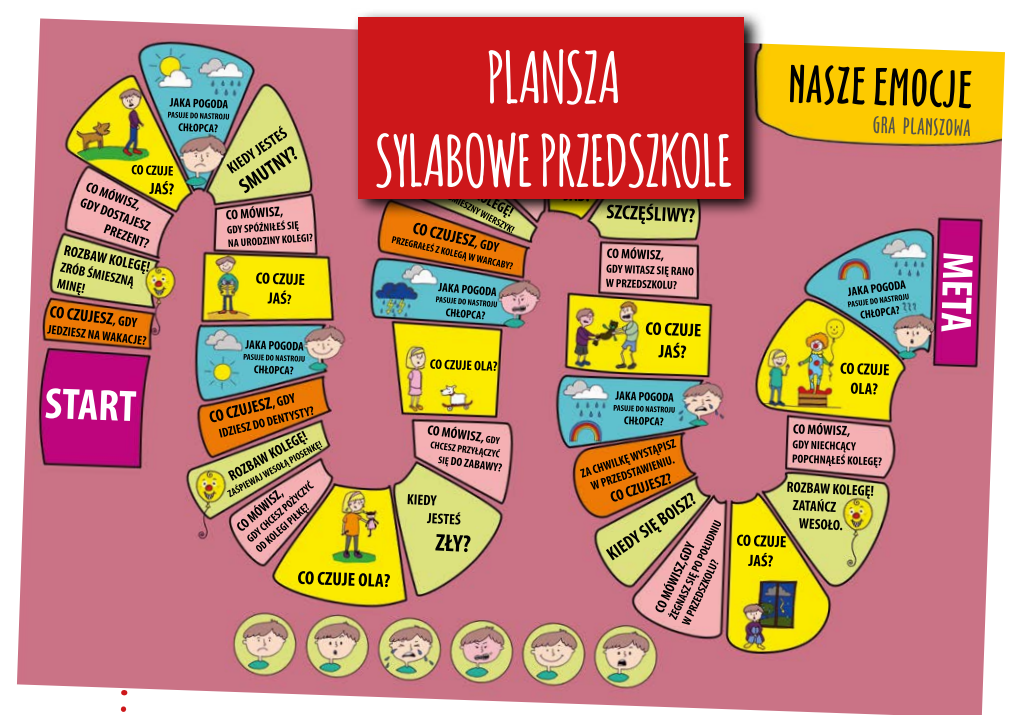 PLANSZA
SYLABOWE PRZEDSZKOLE
NASZE EMOCJE
GRA PLANSZOWA
START
CO CZUJESZ, GDY
JEDZIESZ NA WAKACJE?
ROZBAW KOLEGĘ!
ZRÓB ŚMIESZNĄ
MINĘ!
CO MÓWISZ,
GDY DOSTAJESZ
PREZENT?
CO CZUJE
JAŚ?
JAKA POGODA
PASUJE DO NASTROJU
CHŁOPCA?
KIEDY JESTEŚ
SMUTNY?
CO MÓWISZ,
GDY SPÓŹNIŁEŚ SIĘ
NA URODZINY KOLEGI?
CO CZUJE
JAŚ?
JAKA POGODA
PASUJE DO NASTROJU
CHŁOPCA?
CO CZUJESZ, GDY
IDZIESZ DO DENTYSTY?
ROZBAW KOLEGĘ!
ZAŚPIEWAJ WESOŁĄ PIOSENKĘ!
CO MÓWISZ,
GDY CHCESZ POŻYCZYĆ
OD KOLEGI PIŁKĘ?
CO CZUJE OLA?
KIEDY
JESTEŚ
ZŁY?
CO MÓWISZ, GDY
CHCESZ PRZYŁĄCZYĆ
SIĘ DO ZABAWY?
CO CZUJE OLA?
JAKA POGODA
PASUJE DO NASTROJU
CHŁOPCA?
CO CZUJESZ, GDY
PRZEGRAŁEŚ Z KOLEGĄ W WARCABY?
KOLEGĘ!
WIERSZYK!
SZCZĘŚLIWY?
CO MÓWISZ,
GDY WITASZ SIĘ RANO
W PRZEDSZKOLU?
CO CZUJE
JAŚ?
JAKA POGODA
PASUJE DO NASTROJU
CHŁOPCA?
ZA CHWILKĘ WYSTĄPISZ
W PRZEDSTAWIENIU.
CO CZUJESZ?
KIEDY SIĘ BOISZ?
CO MÓWISZ,GDY
ŻEGNASZ SIĘ PO POŁUDNIU
W PRZEDSZKOLU?
CO CZUJE
JAŚ?
ROZBAW KOLEGĘ!
ZATAŃCZ
WESOŁO.
CO MÓWISZ,
GDY NIECHCĄCY
POPCHNĄŁEŚ KOLEGĘ?
CO CZUJE
OLA?
JAKA POGODA
PASUJE DO NASTROJU
CHŁOPCA? ???
META